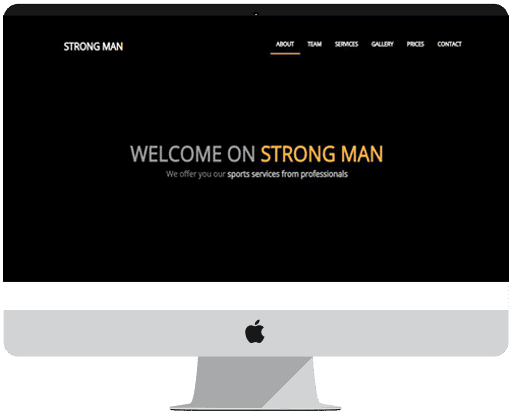 STRONG MAN
ABOUT TEAM SERVICES GALLERY PRICES CONTACT
WELCOME ON STRONG MAN
We offer you our sports services from professionals